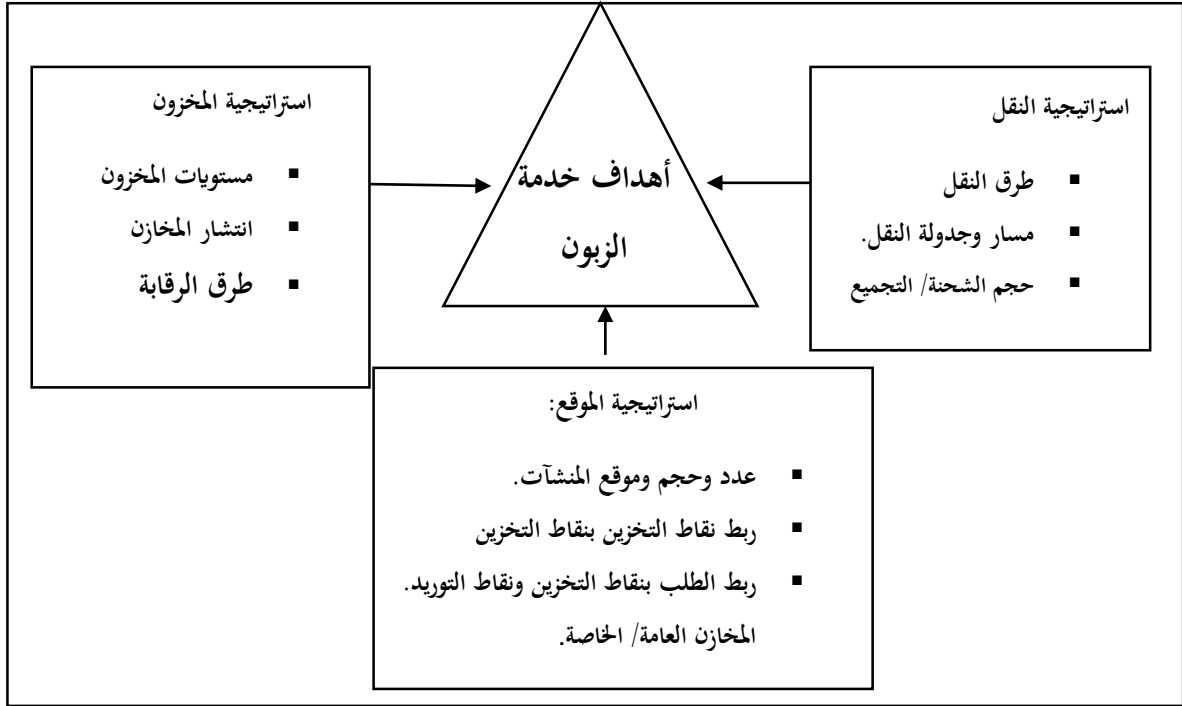 استراتيجية النقل
طرق النقل
مسار وجدولة النقل.
حجم الشحنة/ التجميع
أهداف خدمة
الزبون
استراتيجية المخزون
مستويات المخزون
انتشار المخازن
طرق الرقابة
استراتيجية الموقع:
عدد وحجم وموقع المنشآت.
ربط نقاط التخزين بنقاط التخزين
ربط الطلب بنقاط التخزين ونقاط التوريد.
المخازن العامة/ الخاصة.